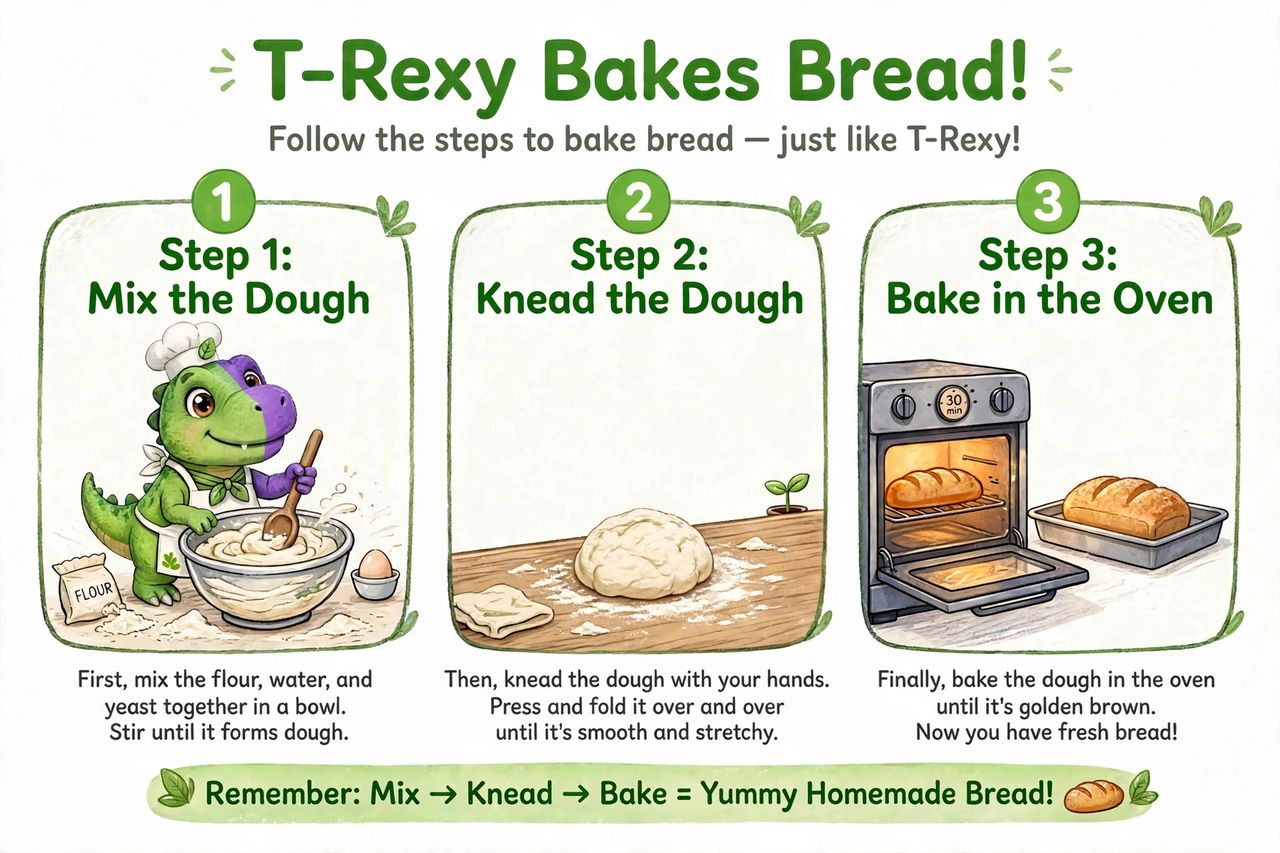 T-Rexy Bakes Bread!
Follow the steps to bake bread — just like T-Rexy!
1
Step 1:
Mix the Dough
FLOUR
First, mix the flour, water, and
yeast together in a bowl.
Stir until it forms dough.
2
Step 2:
Knead the Dough
Then, knead the dough with your hands.
Press and fold it over and over
until it's smooth and stretchy.
3
Step 3:
Bake in the Oven
30
min
Finally, bake the dough in the oven
until it's golden brown.
Now you have fresh bread!
Remember: Mix → Knead → Bake = Yummy Homemade Bread!